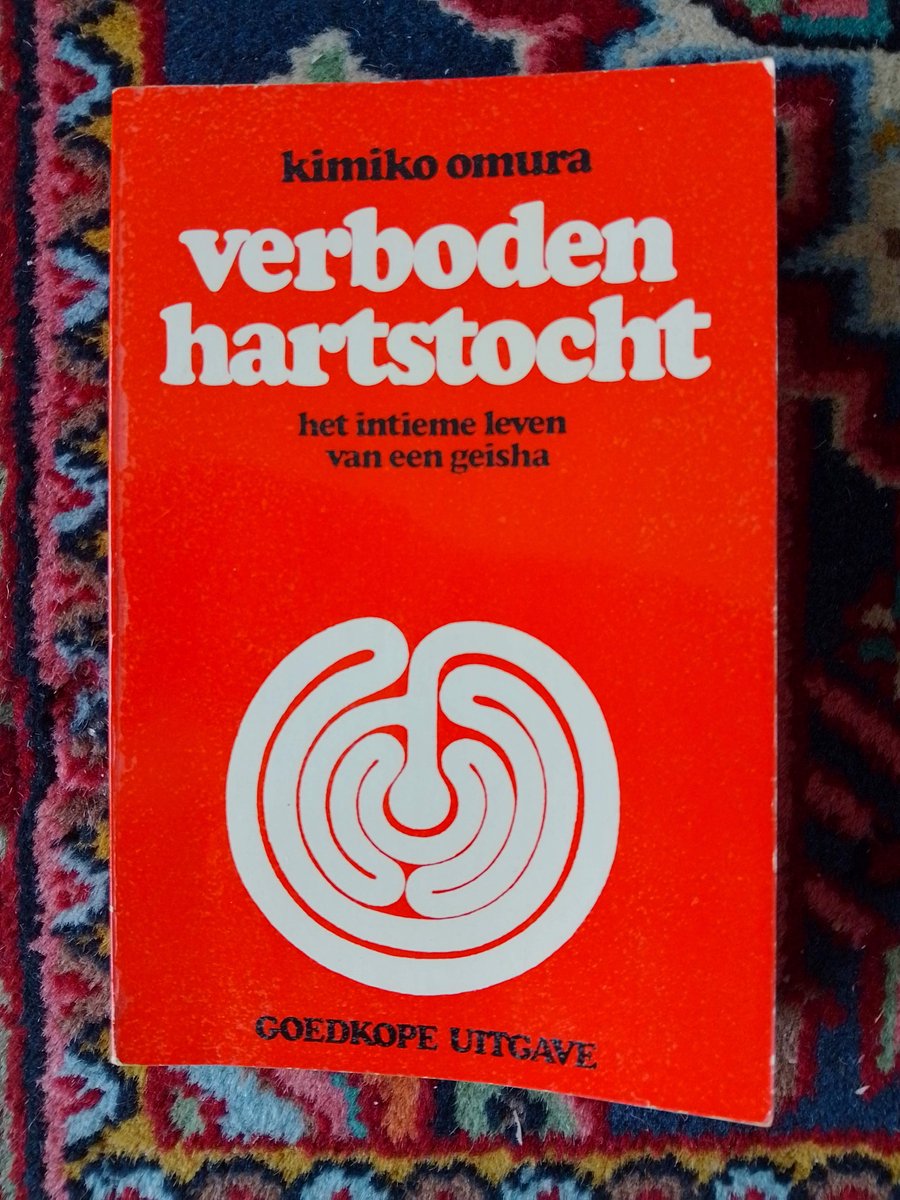 kimiko omura
verboden
hartstocht
het intieme leven
van een geisha
GOEDKOPE UITGAVE